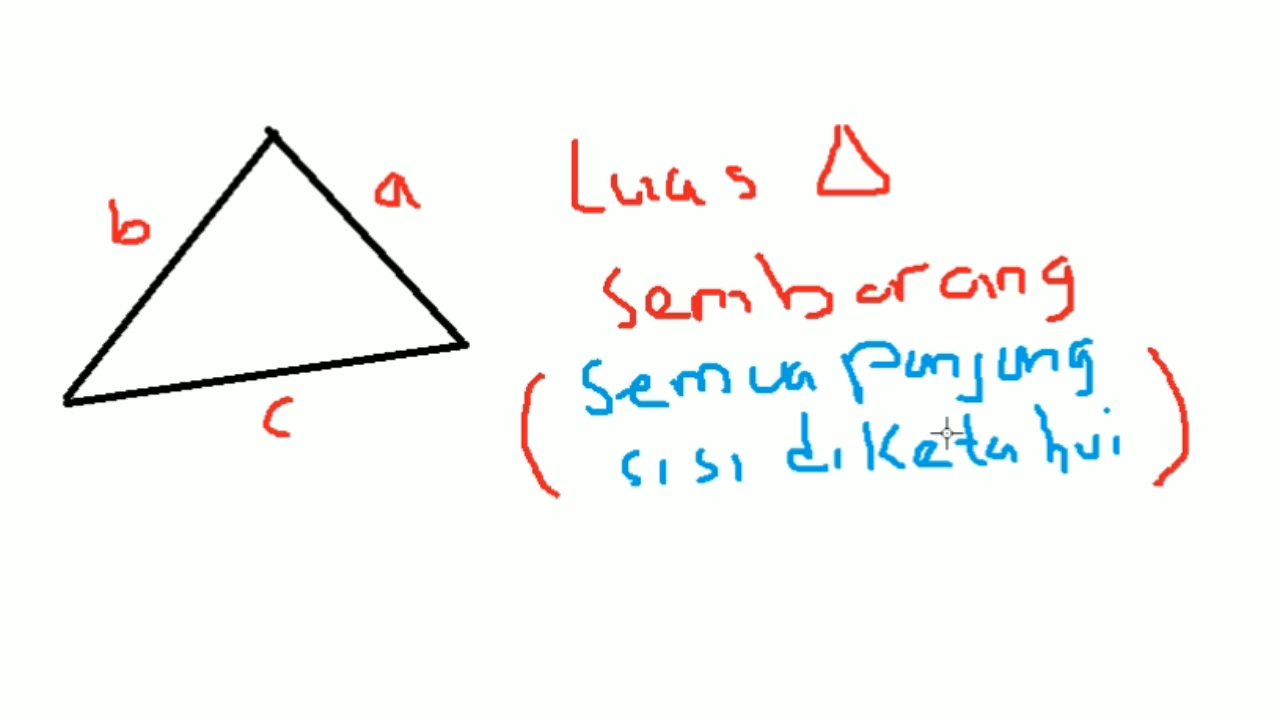 b
a
c
Luas Δ
Sembarang
(Semua panjang
sisi diketahui)